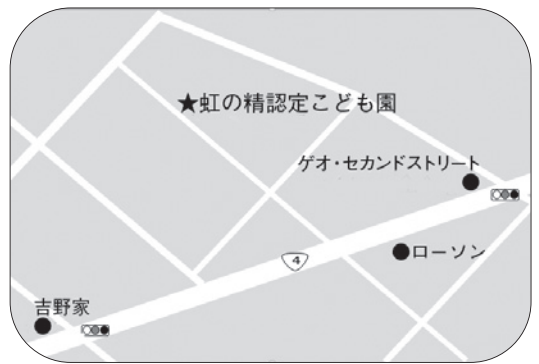 ★虹の精認定こども園
ゲオ・セカンドストリート
4
●ローソン
吉野家